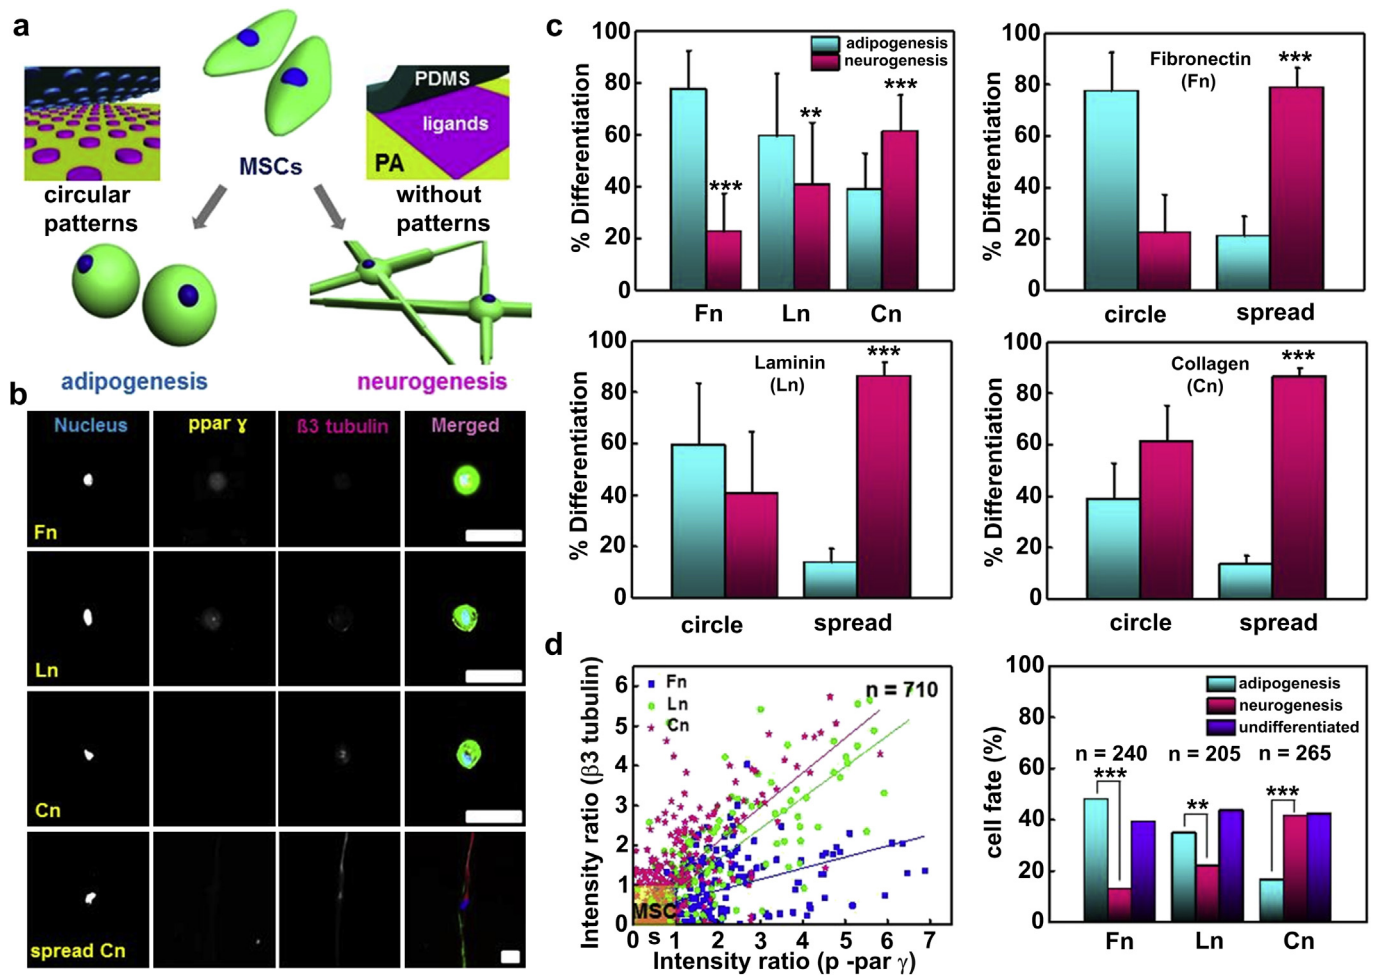 a
PDMS
ligands
PA
MSCs
circular
patterns
without
patterns
adipogenesis
neurogenesis
b
Nucleus
ppar ɣ
ß3 tubulin
Merged
Fn
Ln
Cn
spread Cn
c
100
80
60
40
20
0
% Differentiation
adipogenesis
neurogenesis
***
**
***
Fn
Ln
Cn
100
80
60
40
20
0
% Differentiation
Fibronectin
(Fn)
***
circle
spread
100
80
60
40
20
0
% Differentiation
Laminin
(Ln)
***
circle
spread
100
80
60
40
20
0
% Differentiation
Collagen
(Cn)
***
circle
spread
d
Intensity ratio (β3 tubulin)
6
5
4
3
2
1
0
Fn
Ln
Cn
n = 710
MSC
s
0 1 2 3 4 5 6 7
Intensity ratio (p -par γ)
100
80
60
40
20
0
cell fate (%)
adipogenesis
neurogenesis
undifferentiated
n = 240
n = 205
n = 265
***
**
***
Fn
Ln
Cn